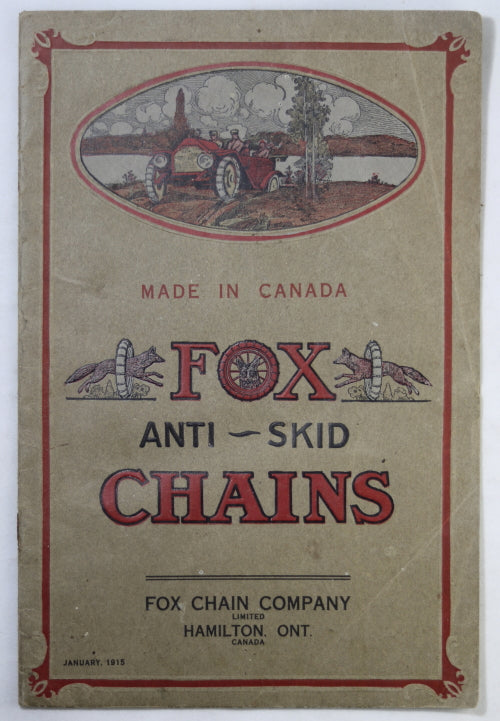 MADE IN CANADA
FOX
ANTI-SKID
CHAINS
FOX CHAIN COMPANY
LIMITED
HAMILTON, ONT.
CANADA
JANUARY, 1915